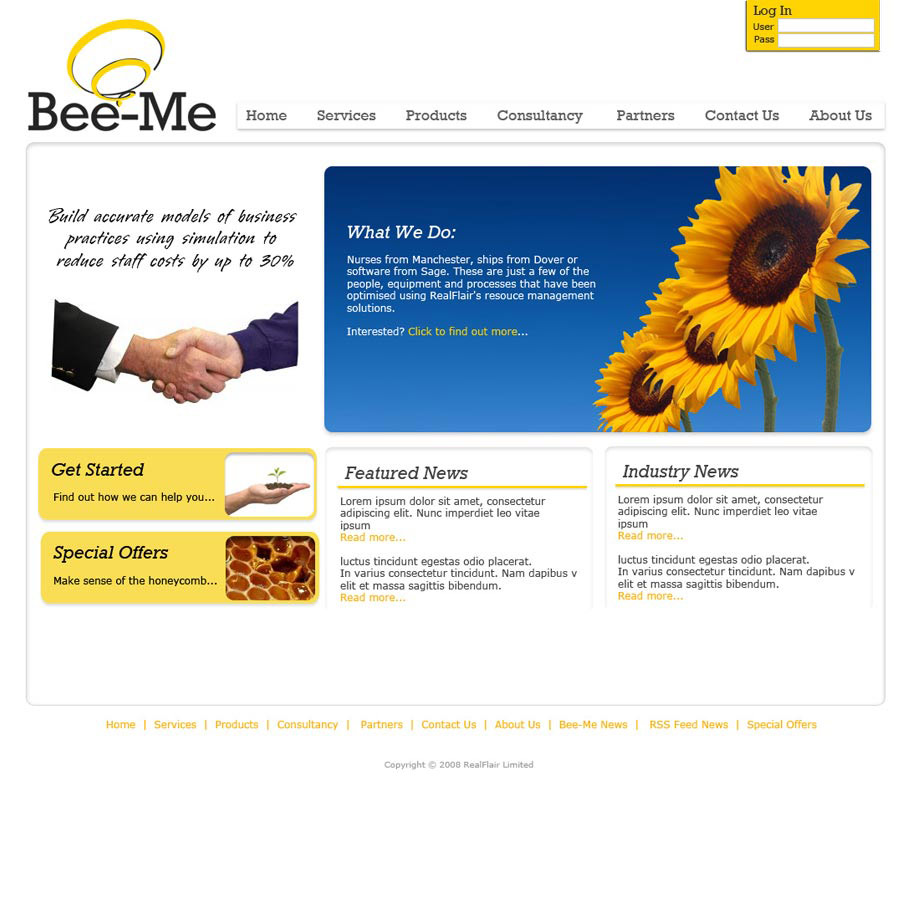 Log In
User
Pass
Bee-Me
Home Services Products Consultancy Partners Contact Us About Us
Build accurate models of business
practices using simulation to
reduce staff costs by up to 30%
What We Do:
Nurses from Manchester, ships from Dover or
software from Sage. These are just a few of the
people, equipment and processes that have been
optimised using RealFlair's resouce management
solutions.
Interested? Click to find out more...
Get Started
Find out how we can help you...
Special Offers
Make sense of the honeycomb...
Featured News
Lorem ipsum dolor sit amet, consectetur
adipiscing elit. Nunc imperdiet leo vitae
ipsum
Read more...
luctus tincidunt egestas odio placerat.
In varius consectetur tincidunt. Nam dapibus v
elit et massa sagittis bibendum.
Read more...
Industry News
Lorem ipsum dolor sit amet, consectetur
adipiscing elit. Nunc imperdiet leo vitae
ipsum
Read more...
luctus tincidunt egestas odio placerat.
In varius consectetur tincidunt. Nam dapibus v
elit et massa sagittis bibendum.
Read more...
Home | Services | Products | Consultancy | Partners | Contact Us | About Us | Bee-Me News | RSS Feed News | Special Offers
Copyright © 2008 RealFlair Limited